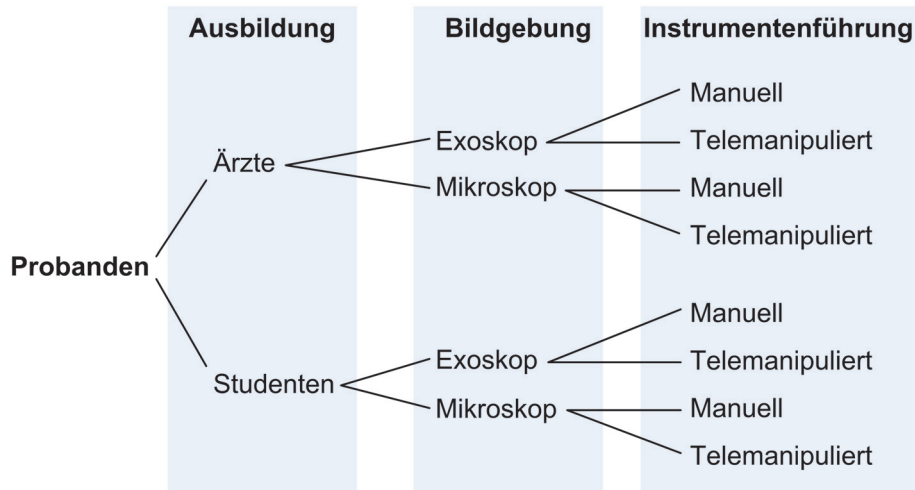 Ausbildung Bildgebung Instrumentenführung
Manuell
Exoskop Telemanipuliert
Ärzte
Mikroskop Manuell
Telemanipuliert
Probanden
Manuell
Exoskop Telemanipuliert
Studenten
Mikroskop Manuell
Telemanipuliert